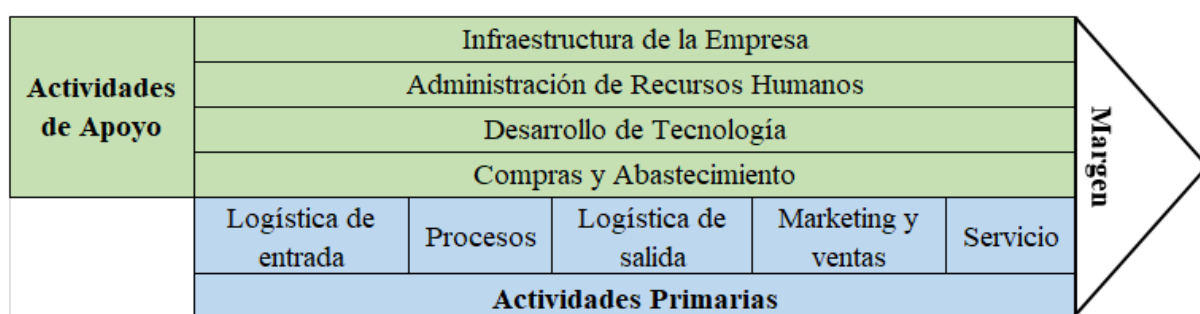 Infraestructura de la Empresa
Administración de Recursos Humanos
Actividades
de Apoyo
Desarrollo de Tecnología
Compras y Abastecimiento
Margen
Logística de
entrada
Procesos
Logística de
salida
Marketing y
ventas
Servicio
Actividades Primarias